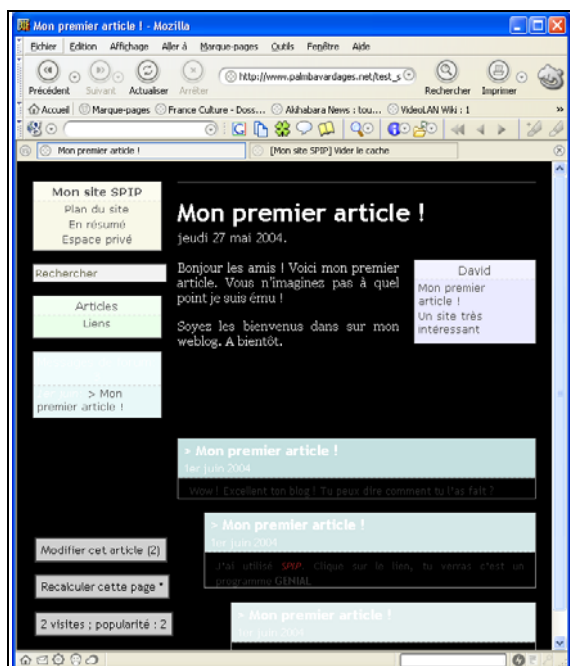 Mon premier article ! - Mozilla
Fichier Edition Affichage Aller à Marque-pages Outils Fenêtre Aide
Précédent Suivant Actualiser Arrêter http://www.palmbavardages.net/test_s Rechercher Imprimer
Accueil Marque-pages France Culture - Doss... Akihabara News : tou... VideoLAN Wiki : 1 »
Mon premier article ! [Mon site SPIP] Vider le cache
Mon site SPIP
Plan du site
En résumé
Espace privé
Rechercher
Articles
Liens
> Mon
premier article !
Modifier cet article (2)
Recalculer cette page *
2 visites ; popularité : 2
Mon premier article !
jeudi 27 mai 2004.
Bonjour les amis ! Voici mon premier
article. Vous n'imaginez pas à quel
point je suis ému !
Soyez les bienvenus dans sur mon
weblog. A bientôt.
David
Mon premier
article !
Un site très
intéressant
> Mon premier article !
1er juin 2004
Wow ! Excellent ton blog ! Tu peux dire comment tu l'as fait ?
> Mon premier article !
1er juin 2004
J'ai utilisé SPIP. Clique sur le lien, tu verras c'est un
programme GENIAL
> Mon premier article !
1er juin 2004